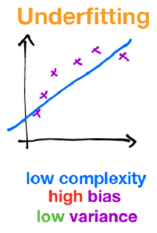 Underfitting
low complexity
high bias
low variance